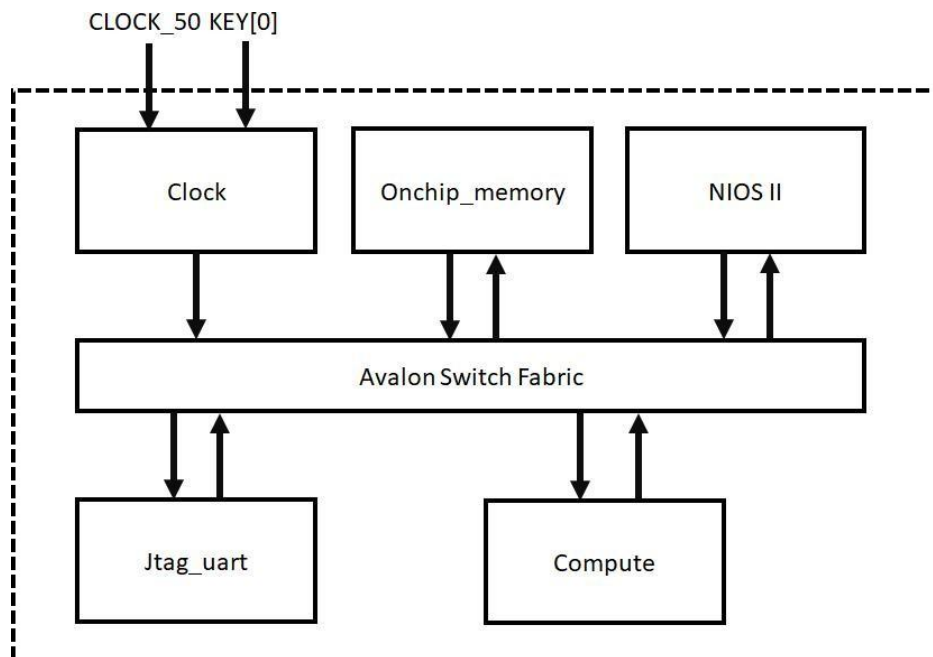 CLOCK_50 KEY[0]
Clock
Onchip_memory
NIOS II
Avalon Switch Fabric
Jtag_uart
Compute